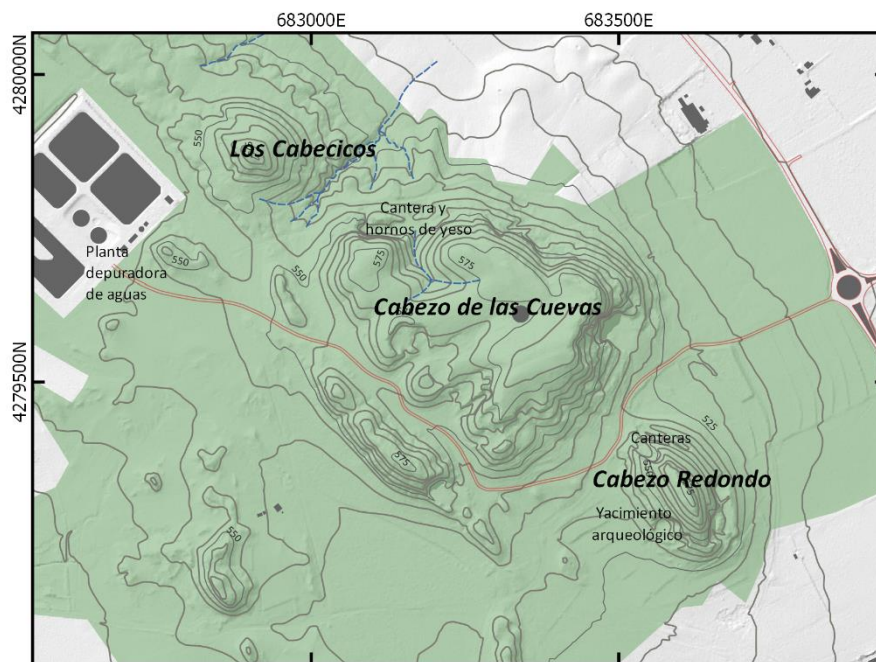 683000E
683500E
4280000N
550
Los Cabecicos
Cantera y
hornos de yeso
Planta
depuradora
de aguas
550
550
575
575
Cabezo de las Cuevas
4279500N
525
Canteras
575
550
Cabezo Redondo
Yacimiento
arqueológico
550